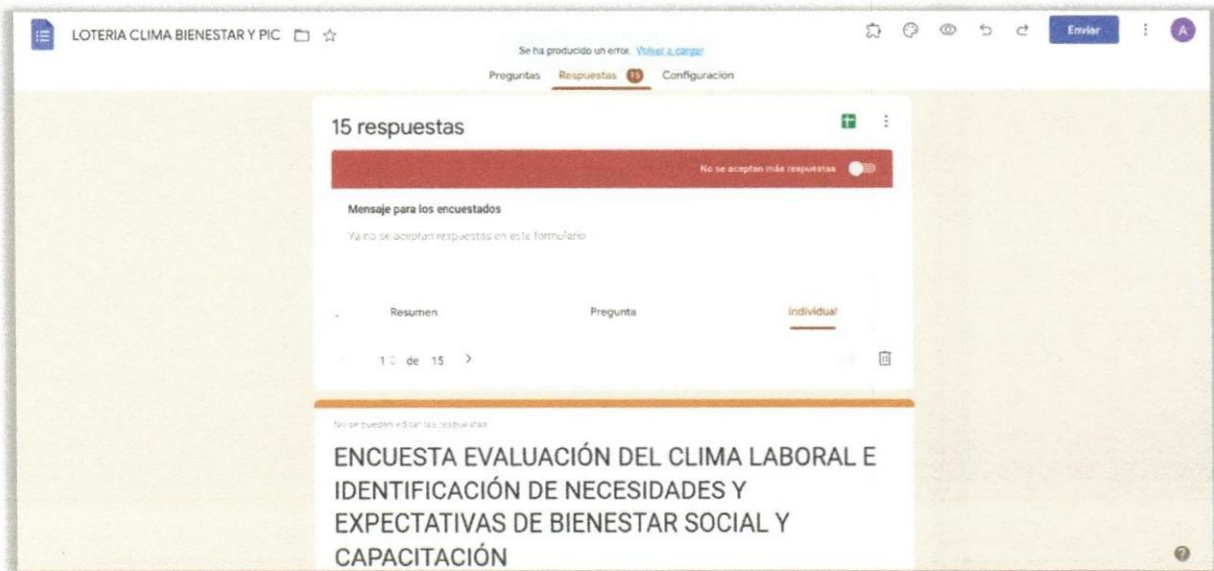 LOTERIA CLIMA BIENESTAR Y PIC
Enviar
A
Se ha producido un error. Volver a cargar
Preguntas Respuestas 15 Configuración
15 respuestas
No se aceptan más respuestas
Mensaje para los encuestados
Ya no se aceptan respuestas en este formulario
Resumen Pregunta Individual
1 de 15
No se pueden editar las respuestas
ENCUESTA EVALUACIÓN DEL CLIMA LABORAL E
IDENTIFICACIÓN DE NECESIDADES Y
EXPECTATIVAS DE BIENESTAR SOCIAL Y
CAPACITACIÓN